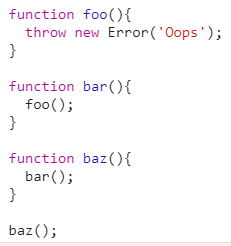 function foo(){
  throw new Error('Oops');
}

function bar(){
  foo();
}

function baz(){
  bar();
}

baz();